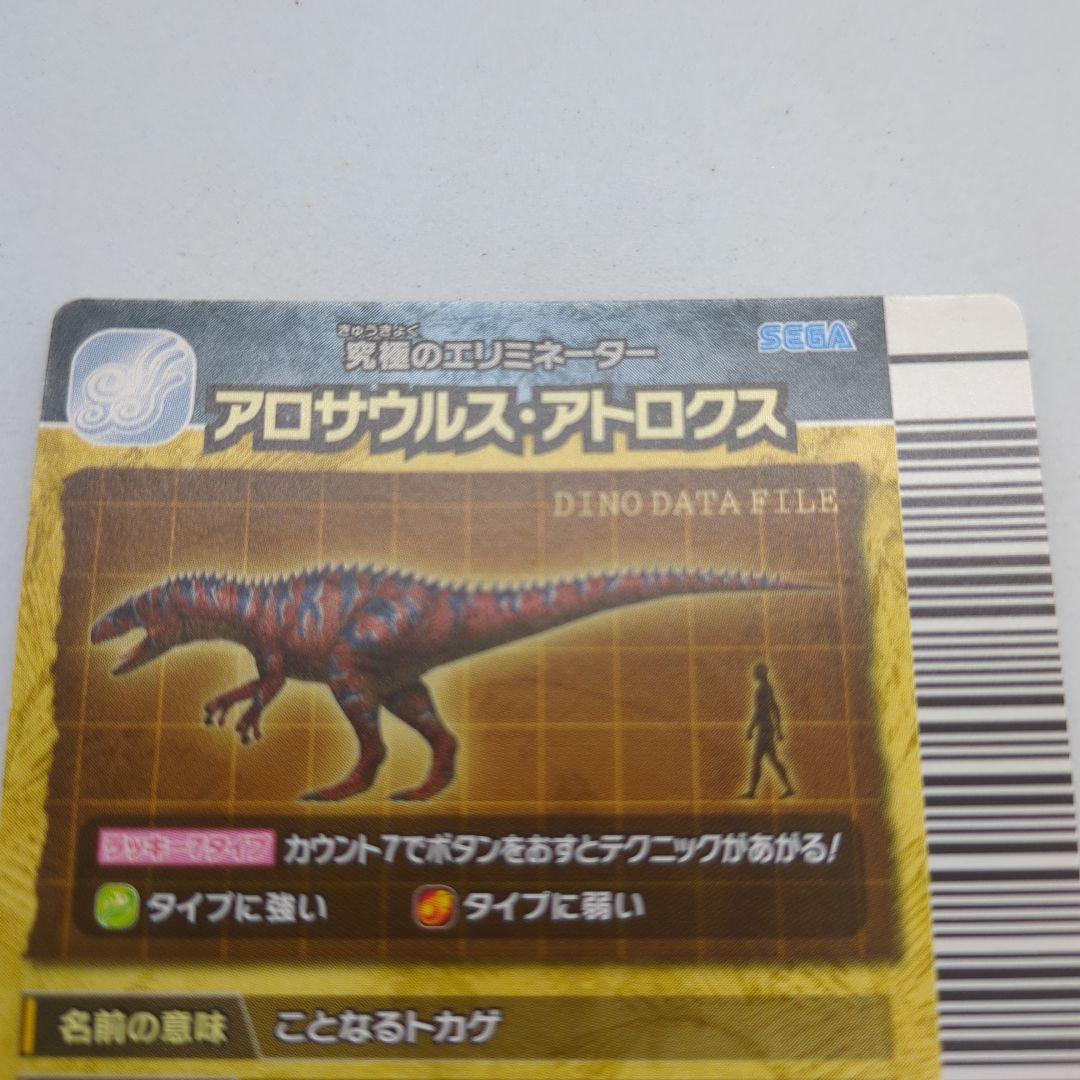 きゅうきょく
究極のエリミネーター
SEGA
アロサウルス・アトロクス
DINO DATA FILE
ラッキー7タイプ カウント7でボタンをおすとテクニックがあがる!
タイプに強い タイプに弱い
名前の意味 ことなるトカゲ